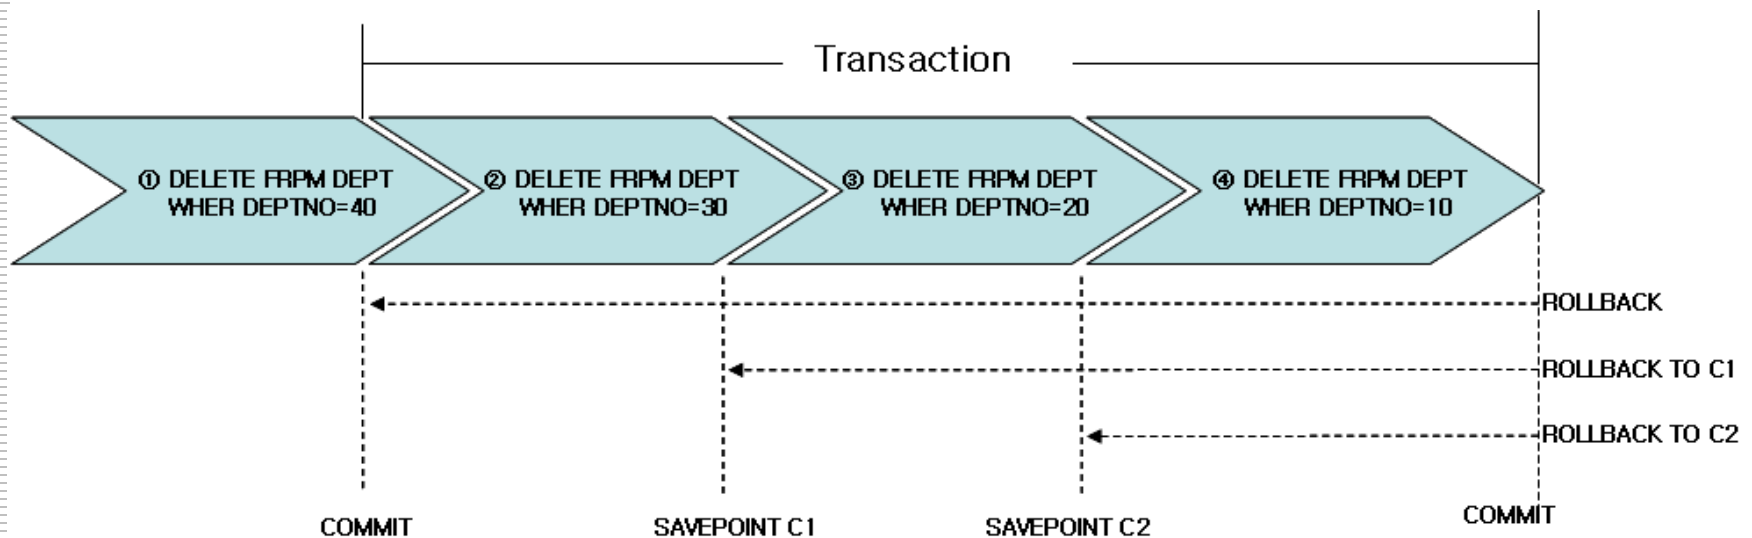 Transaction
① DELETE FRPM DEPT
WHER DEPTNO=40
② DELETE FRPM DEPT
WHER DEPTNO=30
③ DELETE FRPM DEPT
WHER DEPTNO=20
④ DELETE FRPM DEPT
WHER DEPTNO=10
ROLLBACK
ROLLBACK TO C1
ROLLBACK TO C2
COMMIT
SAVEPOINT C1
SAVEPOINT C2
COMMIT